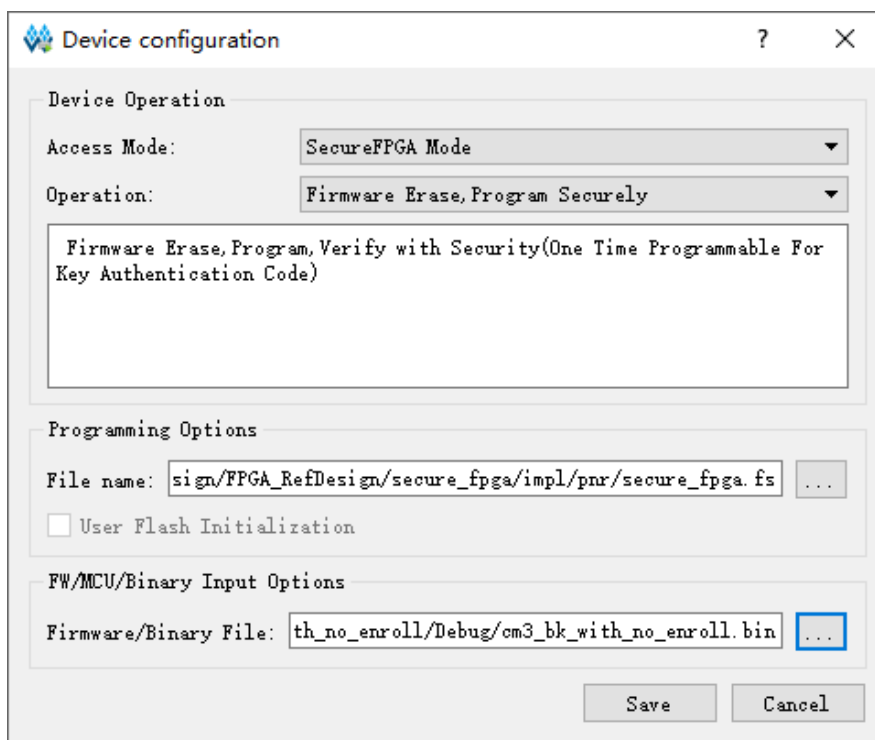 Device configuration
?
Device Operation
Access Mode:
SecureFPGA Mode
Operation:
Firmware Erase,Program Securely
Firmware Erase,Program,Verify with Security(One Time Programmable For
Key Authentication Code)
Programming Options
File name:
sign/FPGA_RefDesign/secure_fpga/impl/pnr/secure_fpga.fs
...
User Flash Initialization
FW/MCU/Binary Input Options
Firmware/Binary File:
th_no_enroll/Debug/cm3_bk_with_no_enroll.bin
...
Save
Cancel